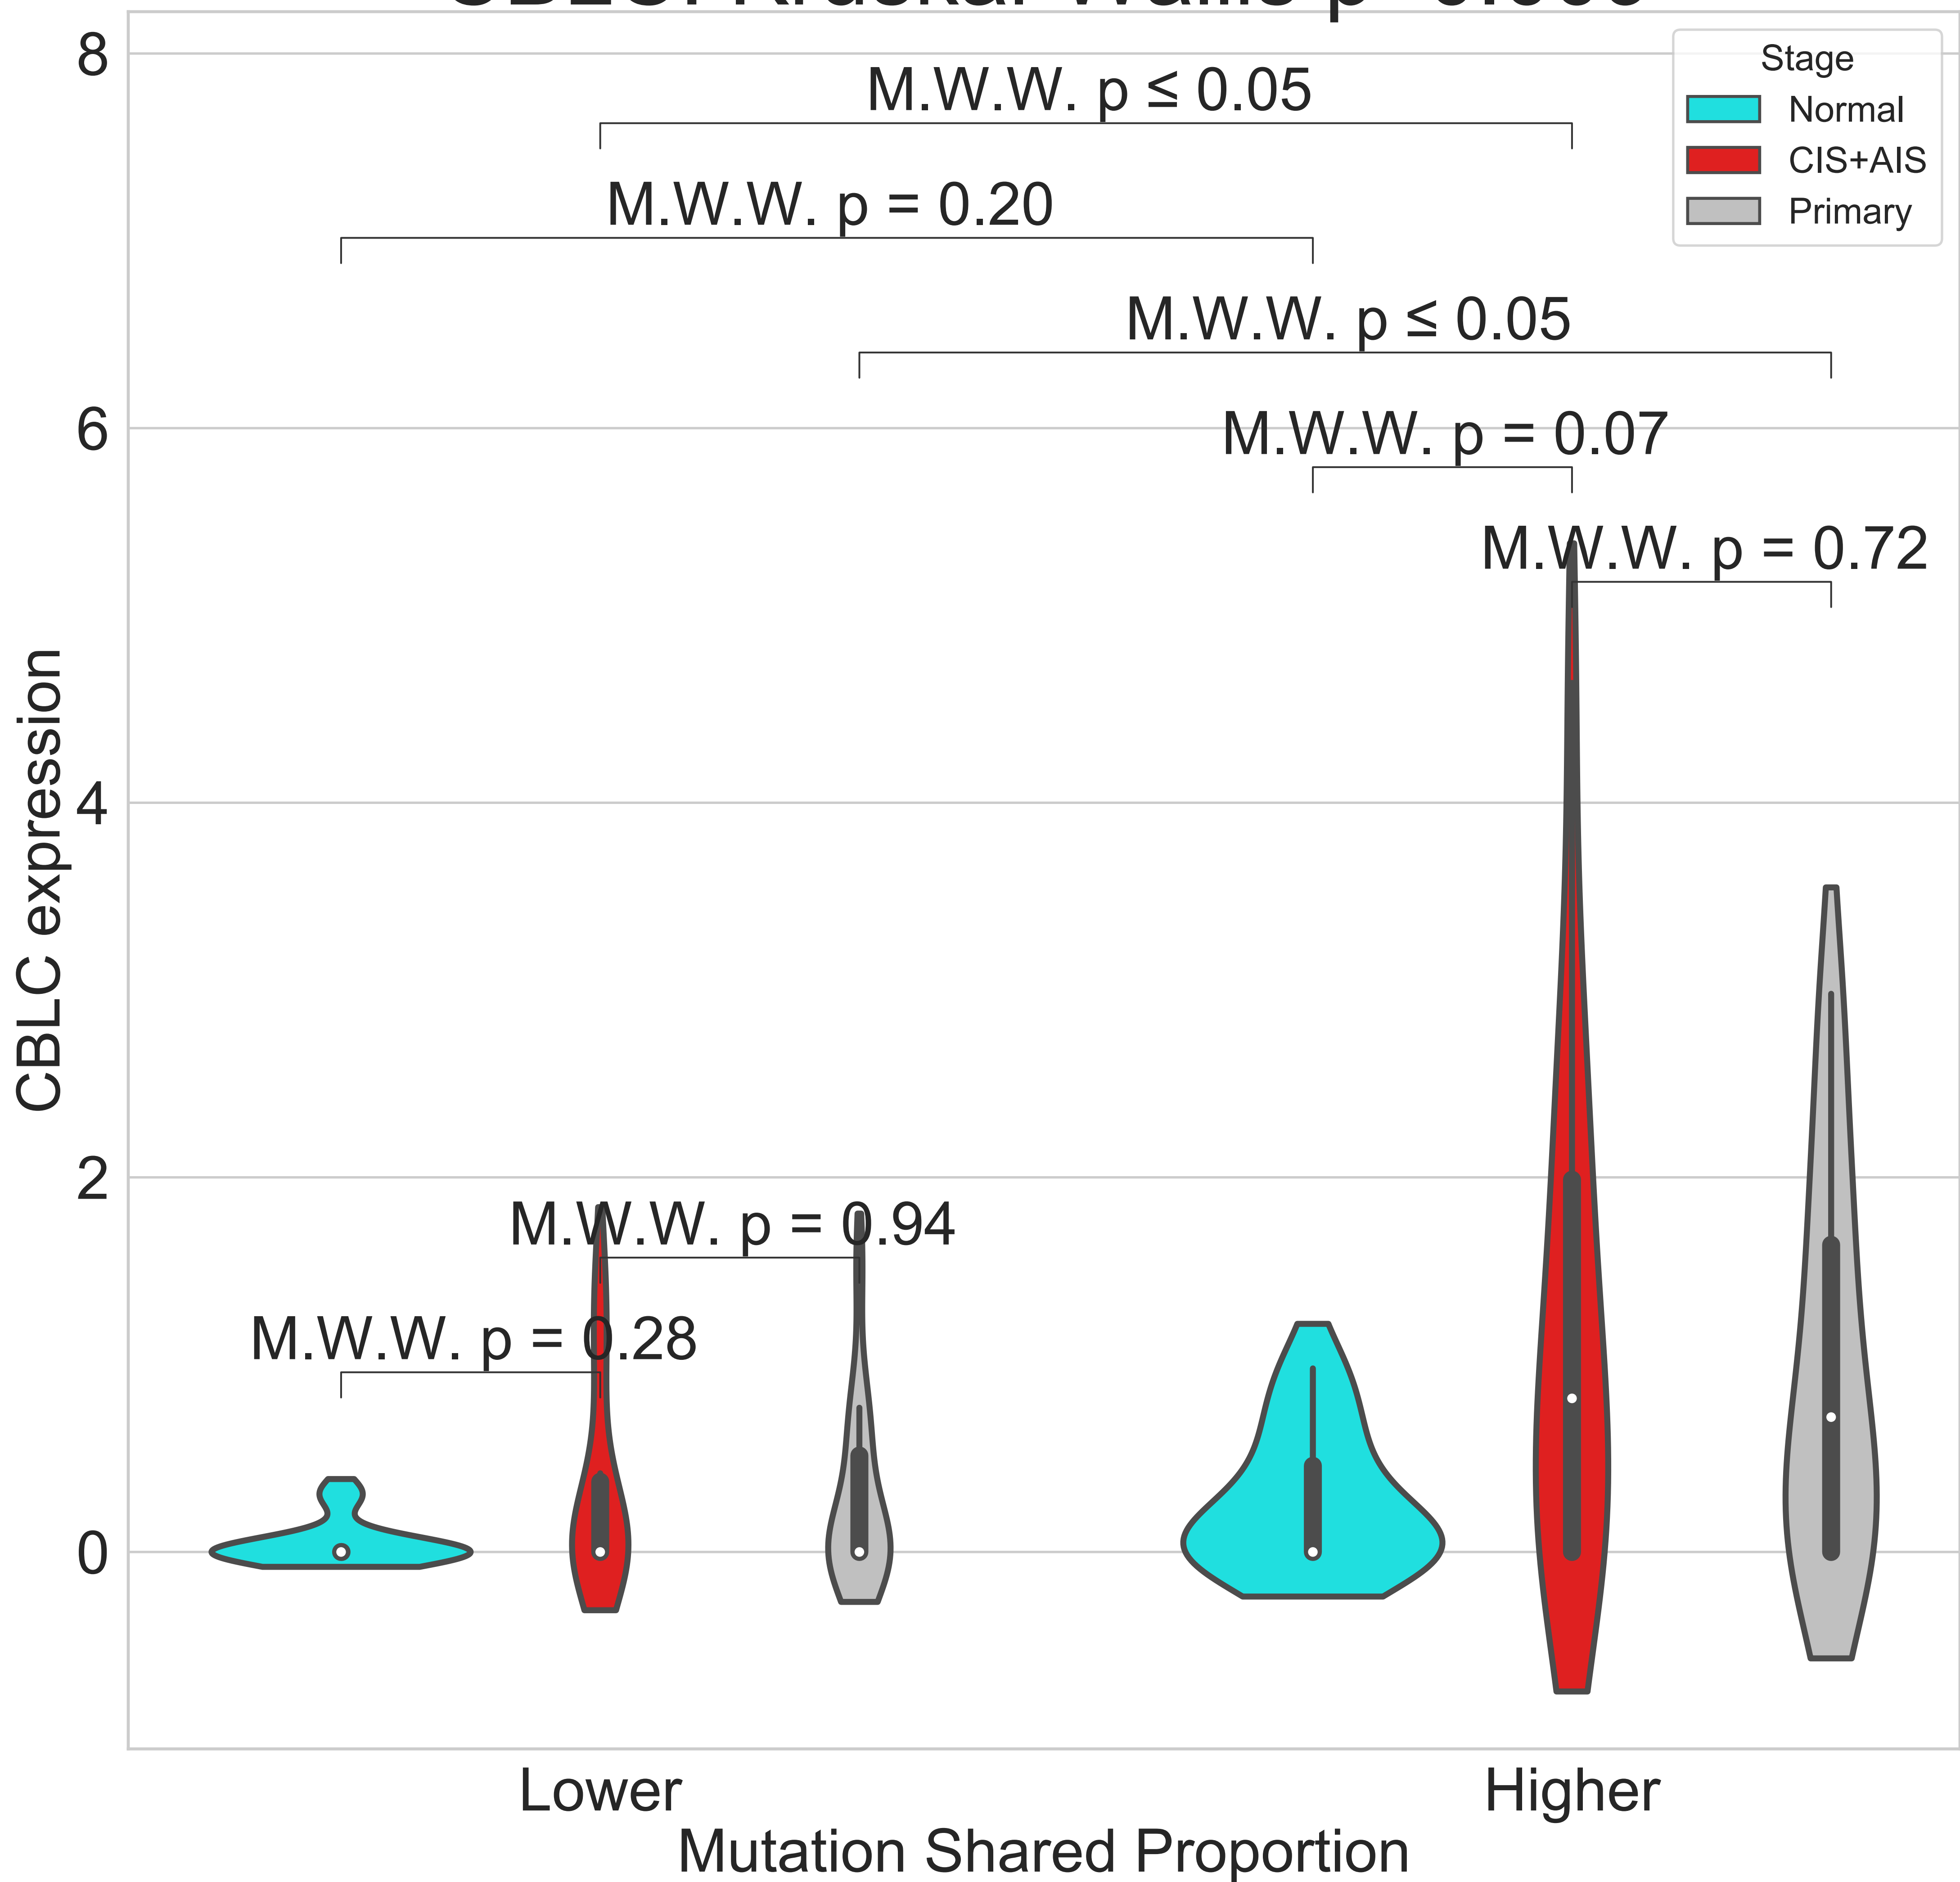 8
M.W.W. p ≤ 0.05
Stage
Normal
CIS+AIS
Primary
M.W.W. p = 0.20
M.W.W. p ≤ 0.05
6
M.W.W. p = 0.07
M.W.W. p = 0.72
CBLC expression
4
2
M.W.W. p = 0.94
M.W.W. p = 0.28
0
Lower
Higher
Mutation Shared Proportion